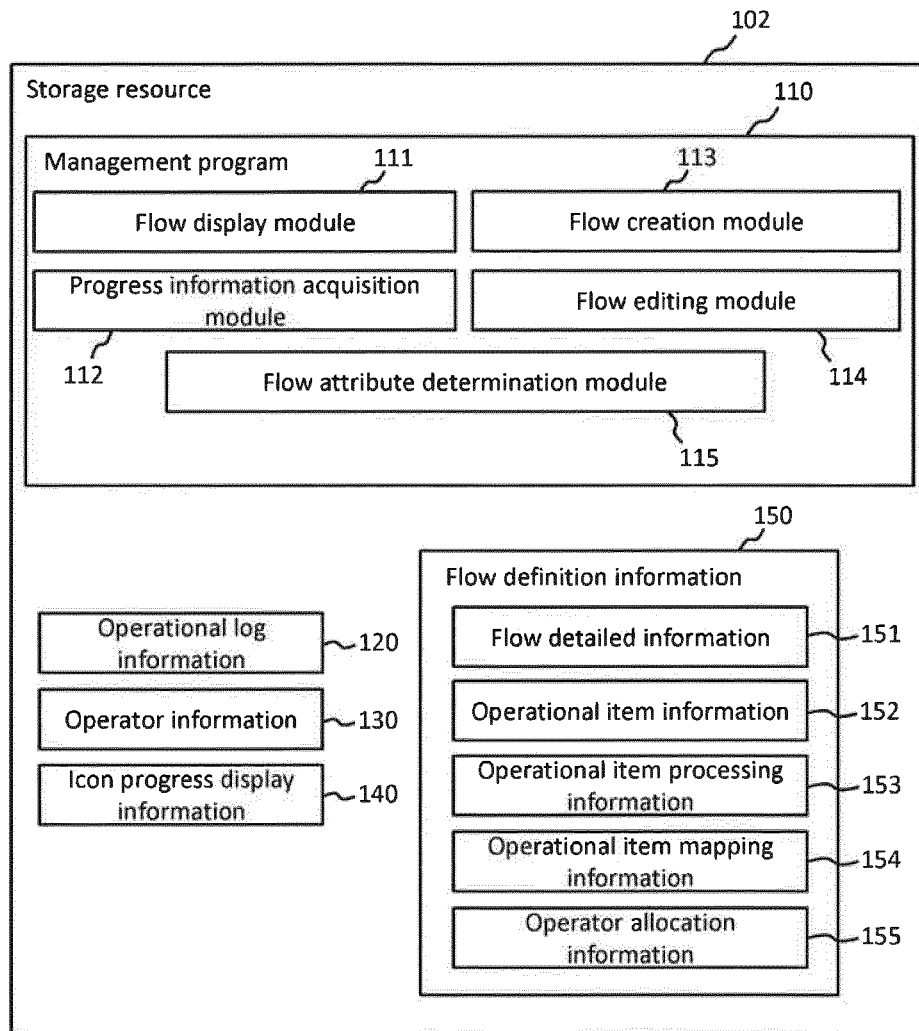 102
Storage resource
110
Management program
111
113
Flow display module
Flow creation module
Progress information acquisition
module
Flow editing module
112
114
Flow attribute determination module
115
150
Flow definition information
Operational log
information
120
Operator information
130
Icon progress display
information
140
Flow detailed information
151
Operational item information
152
Operational item processing
information
153
Operational item mapping
information
154
Operator allocation
information
155